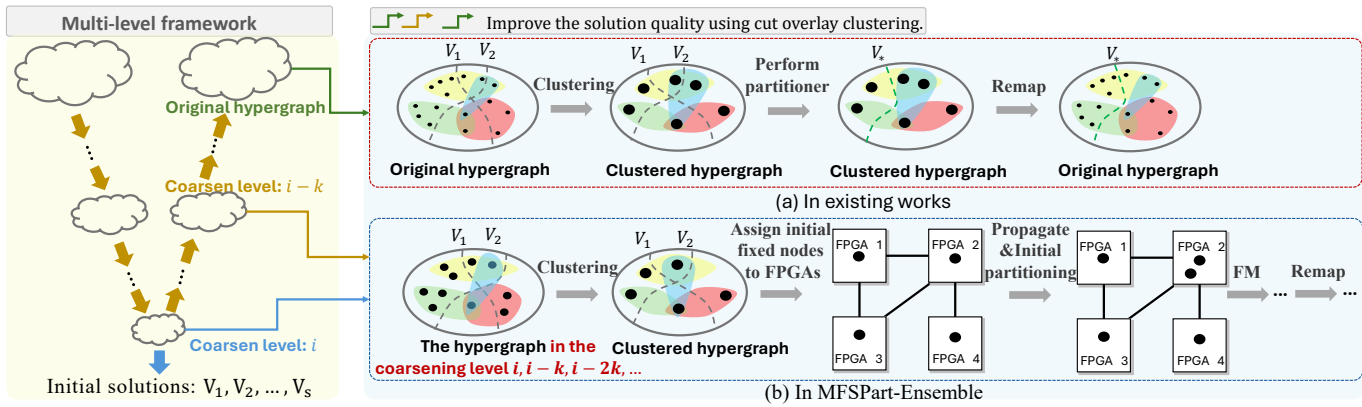 Multi-level framework
Original hypergraph
Coarsen level: i − k
Coarsen level: i
Initial solutions: V₁, V₂, … , Vₛ
Improve the solution quality using cut overlay clustering.
V₁ V₂
Original hypergraph
Clustering
V₁ V₂
Clustered hypergraph
Perform
partitioner
V*
Clustered hypergraph
Remap
V*
Original hypergraph
(a) In existing works
V₁ V₂
The hypergraph in the
coarsening level i, i − k, i − 2k, …
Clustering
V₁ V₂
Clustered hypergraph
Assign initial
fixed nodes
to FPGAs
FPGA 1
FPGA 2
FPGA 3
FPGA 4
Propagate
&Initial
partitioning
FPGA 1
FPGA 2
FPGA 3
FPGA 4
FM
...
Remap
...
(b) In MFSPart-Ensemble